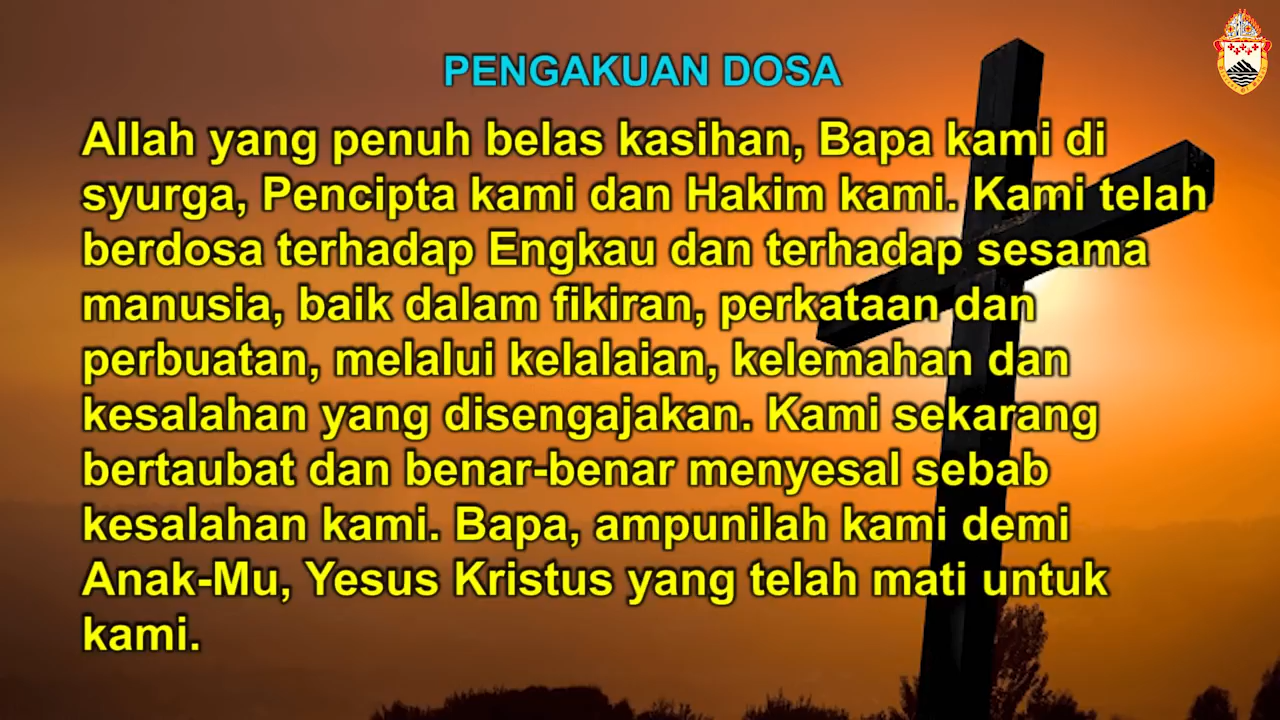 PENGAKUAN DOSA
Allah yang penuh belas kasihan, Bapa kami di
syurga, Pencipta kami dan Hakim kami. Kami telah
berdosa terhadap Engkau dan terhadap sesama
manusia, baik dalam fikiran, perkataan dan
perbuatan, melalui kelalaian, kelemahan dan
kesalahan yang disengajakan. Kami sekarang
bertaubat dan benar-benar menyesal sebab
kesalahan kami. Bapa, ampunilah kami demi
Anak-Mu, Yesus Kristus yang telah mati untuk
kami.